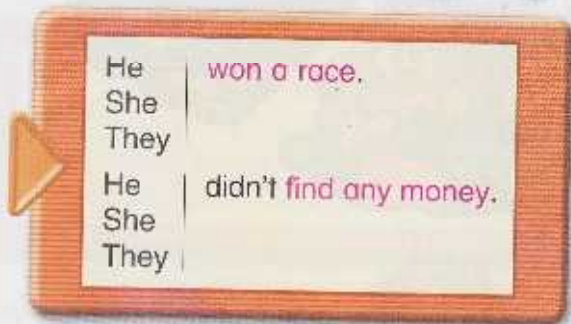 He won a race.
She
They
He didn't find any money.
She
They